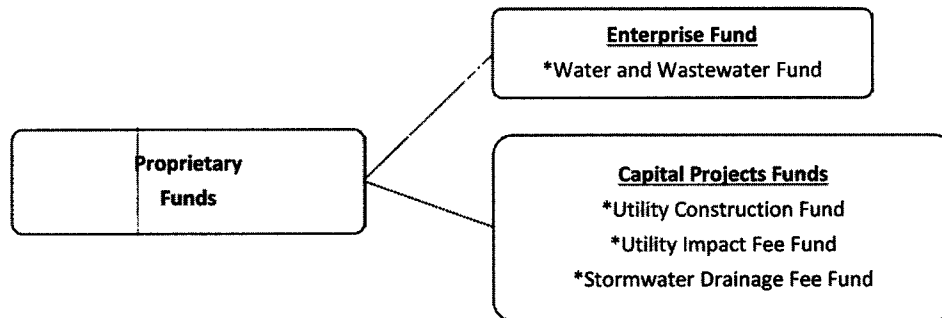 Enterprise Fund
*Water and Wastewater Fund
Proprietary
Funds
Capital Projects Funds
*Utility Construction Fund
*Utility Impact Fee Fund
*Stormwater Drainage Fee Fund